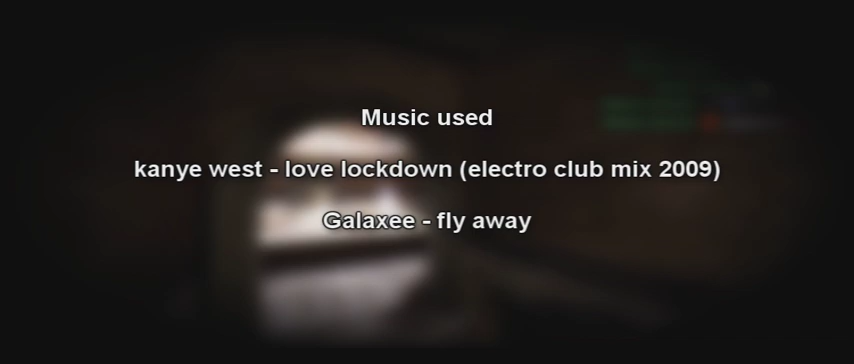 Music used
kanye west - love lockdown (electro club mix 2009)
Galaxee - fly away